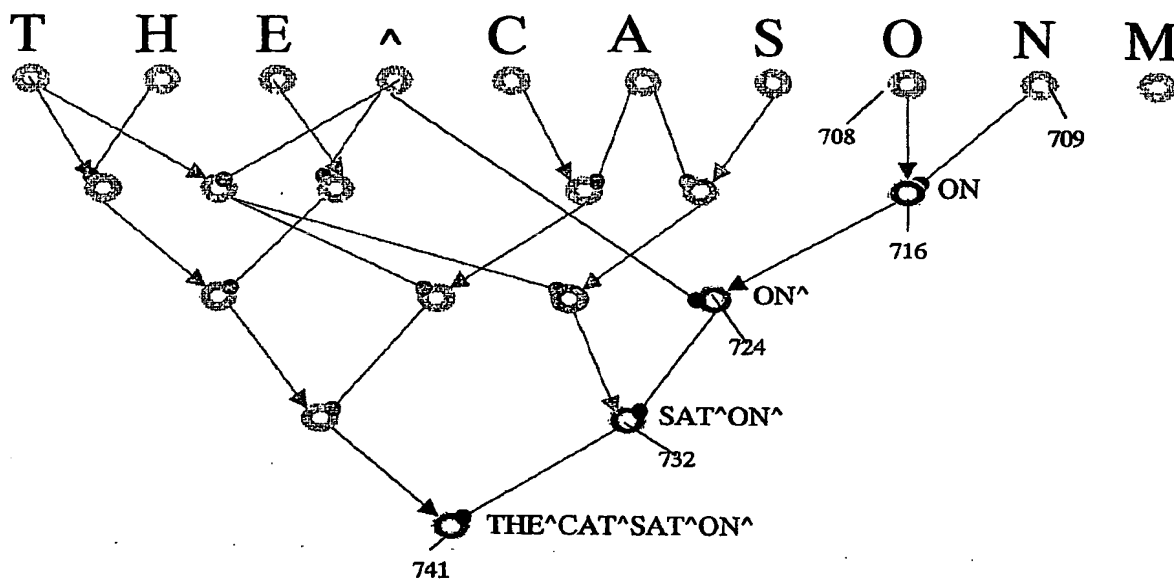 T H E ^ C A S O N M
708
709
ON
716
ON^
724
SAT^ON^
732
THE^CAT^SAT^ON^
741